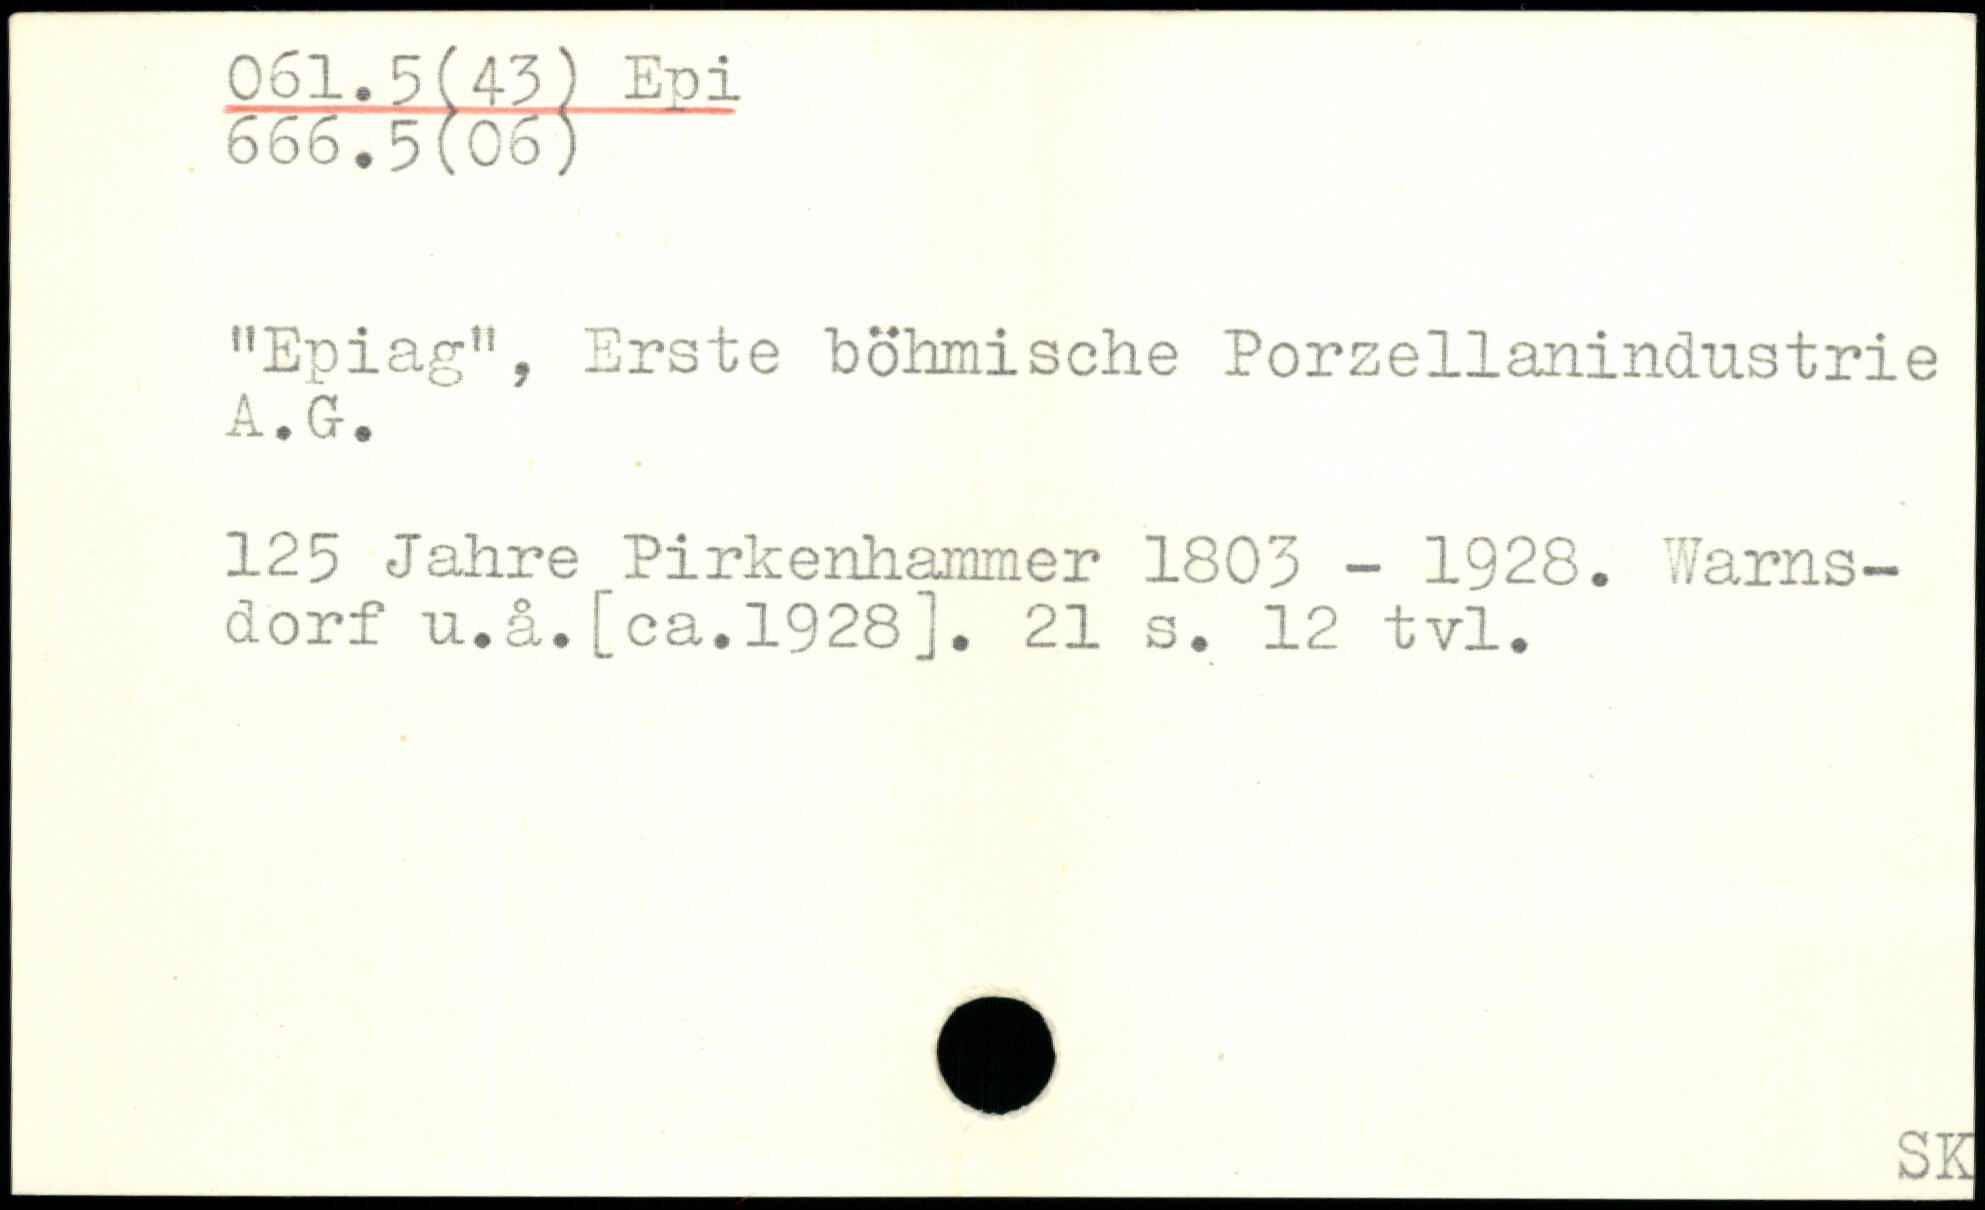 061.5(43) Epi
666.5(06)
"Epiag", Erste böhmische Porzellanindustrie
A.G.
125 Jahre Pirkenhammer 1803 - 1928. Warns-
dorf u.å.[ca.1928]. 21 s. 12 tvl.
SK